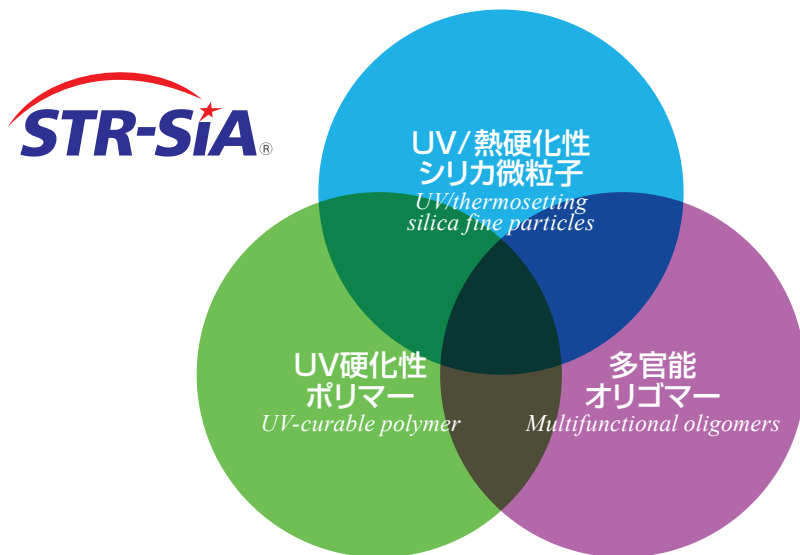 STR-SiA®
UV/熱硬化性
シリカ微粒子
UV/thermosetting
silica fine particles
UV硬化性
ポリマー
UV-curable polymer
多官能
オリゴマー
Multifunctional oligomers